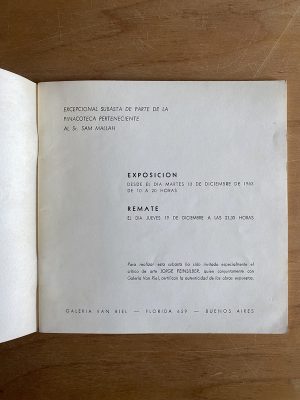 EXCEPCIONAL SUBASTA DE PARTE DE LA
PINACOTECA PERTENECIENTE
AL Sr. SAM MALLAH
EXPOSICION
DESDE EL DIA MARTES 10 DE DICIEMBRE DE 1963
DE 10 A 20 HORAS
REMATE
EL DIA JUEVES 19 DE DICIEMBRE A LAS 21,30 HORAS
Para realizar esta subasta ha sido invitado especialmente el
crítico de arte JORGE FEINSILBER, quien conjuntamente con
Galería Van Riel, certifican la autenticidad de las obras expuestas.
GALERIA VAN RIEL — FLORIDA 659 — BUENOS AIRES